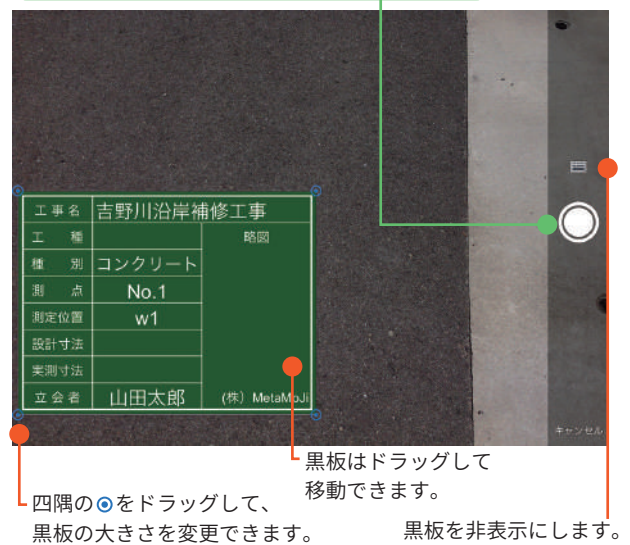 工事名 吉野川沿岸補修工事
工種 略図
種別 コンクリート
測点 No.1
測定位置 w1
設計寸法
実測寸法
立会者 山田太郎 (株) MetaMoJi
キャンセル
黒板はドラッグして
移動できます。
四隅の◉をドラッグして、
黒板の大きさを変更できます。
黒板を非表示にします。